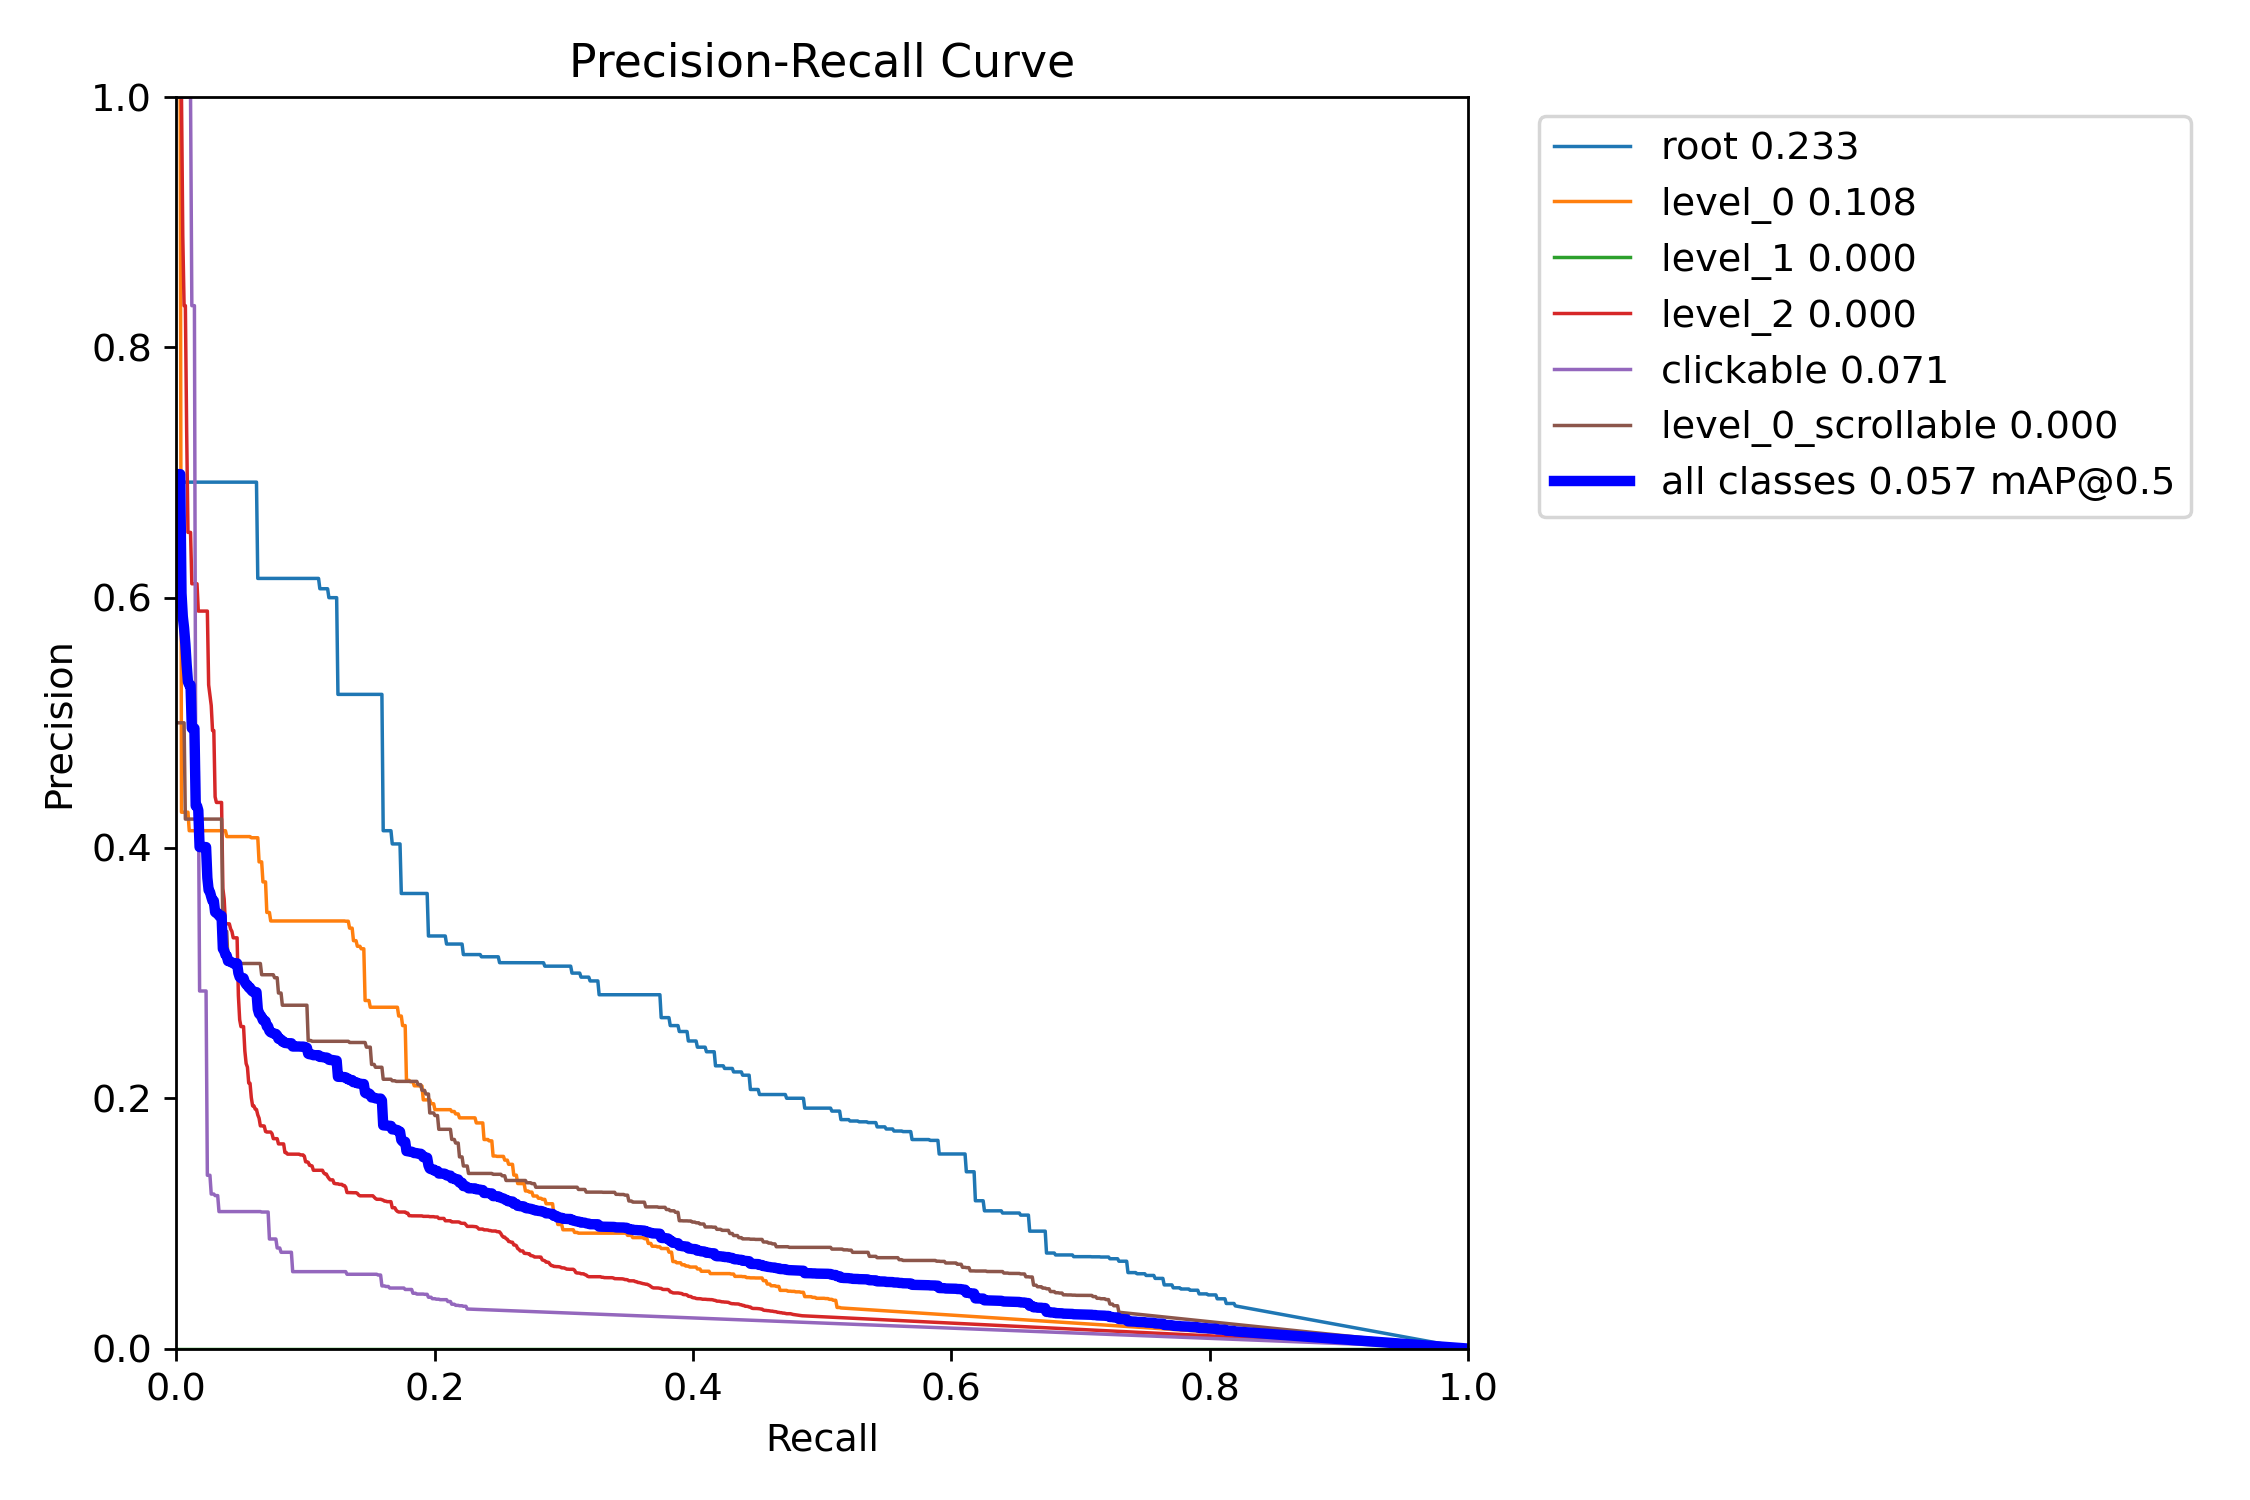 Precision-Recall Curve
1.0
0.8
0.6
0.4
0.2
0.0
Precision
0.0 0.2 0.4 0.6 0.8 1.0
Recall
root 0.233
level_0 0.108
level_1 0.000
level_2 0.000
clickable 0.071
level_0_scrollable 0.000
all classes 0.057 mAP@0.5